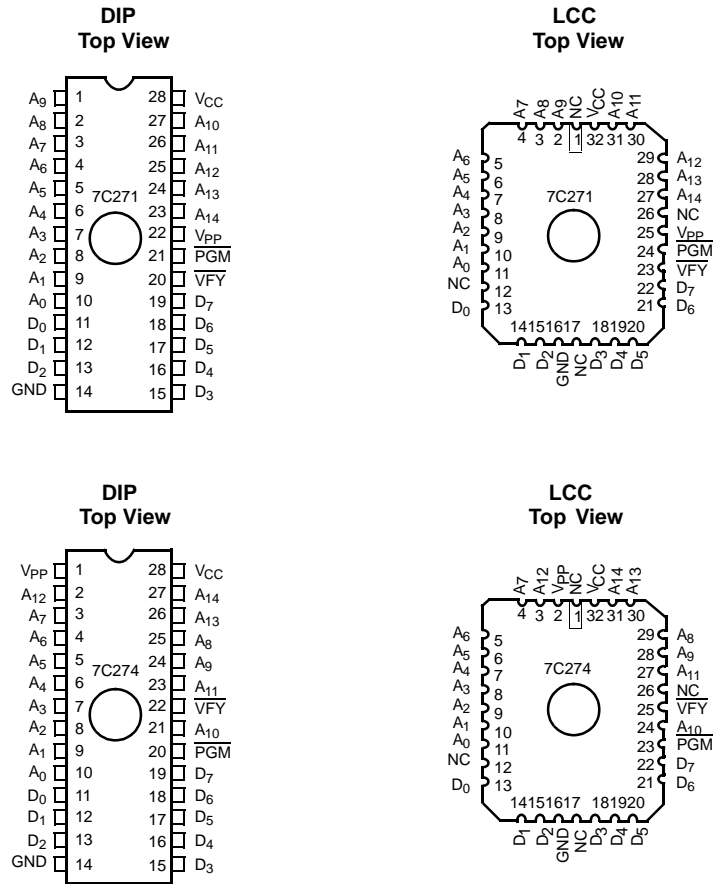 DIP
Top View
A9 1 28 VCC
A8 2 27 A10
A7 3 26 A11
A6 4 25 A12
A5 5 24 A13
A4 6 23 A14
7C271
A3 7 22 VPP
A2 8 21 PGM
A1 9 20 VFY
A0 10 19 D7
D0 11 18 D6
D1 12 17 D5
D2 13 16 D4
GND 14 15 D3
LCC
Top View
A7 A8 A9 NC VCC A10 A11
4 3 2 1 32 31 30
A6 5 29 A12
A5 6 28 A13
A4 7 27 A14
7C271
A3 8 26 NC
A2 9 25 VPP
A1 10 24 PGM
A0 11 23 VFY
NC 12 22 D7
D0 13 21 D6
14 15 16 17 18 19 20
D1 D2 GND NC D3 D4 D5
DIP
Top View
VPP 1 28 VCC
A12 2 27 A14
A7 3 26 A13
A6 4 25 A8
A5 5 24 A9
A4 6 23 A11
7C274
A3 7 22 VFY
A2 8 21 A10
A1 9 20 PGM
A0 10 19 D7
D0 11 18 D6
D1 12 17 D5
D2 13 16 D4
GND 14 15 D3
LCC
Top View
A7 A12 VPP NC VCC A14 A13
4 3 2 1 32 31 30
A6 5 29 A8
A5 6 28 A9
A4 7 27 A11
7C274
A3 8 26 NC
A2 9 25 VFY
A1 10 24 A10
A0 11 23 PGM
NC 12 22 D7
D0 13 21 D6
14 15 16 17 18 19 20
D1 D2 GND NC D3 D4 D5